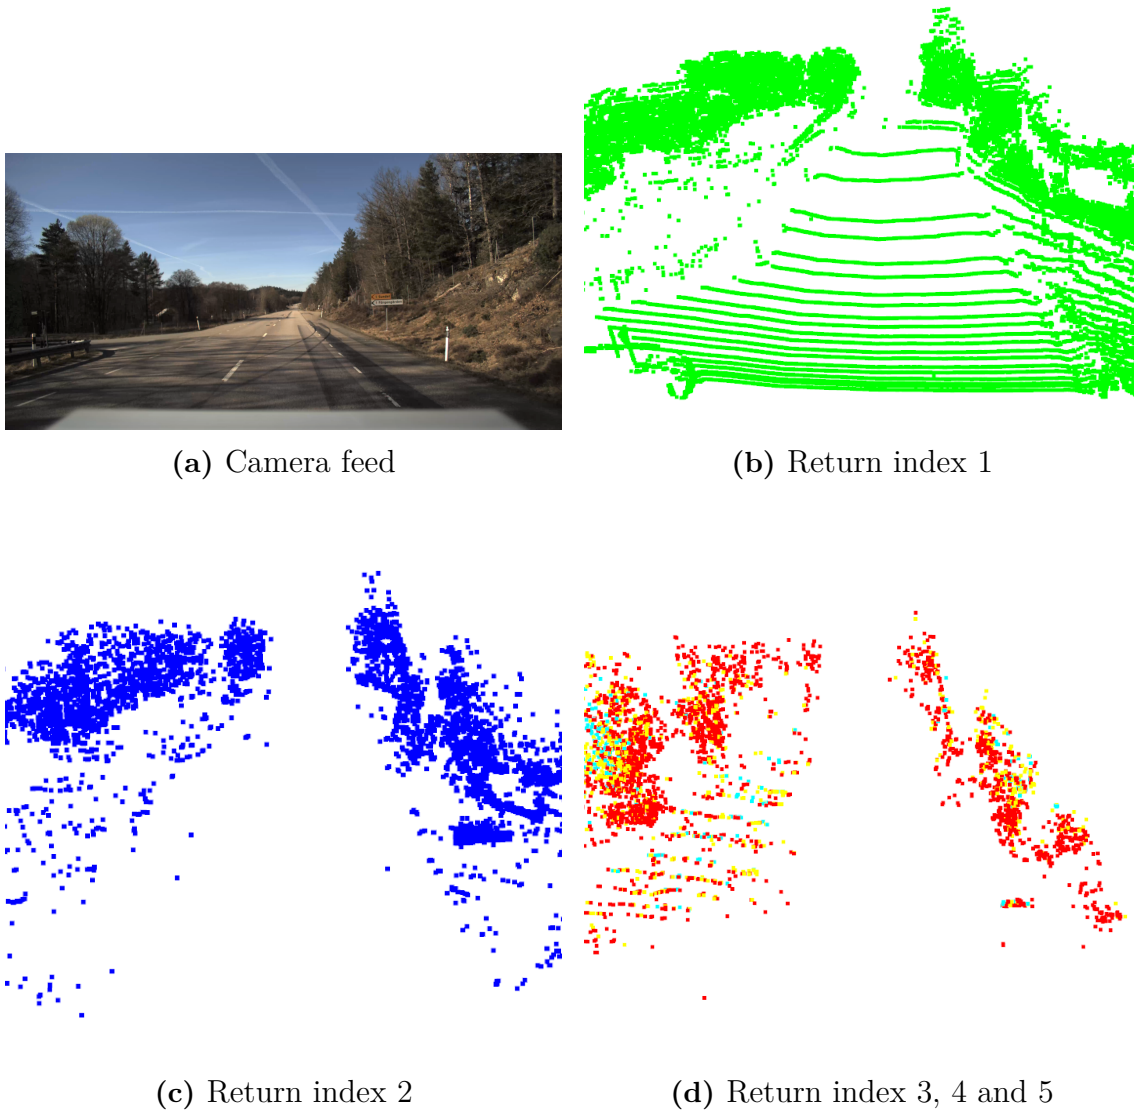 (a) Camera feed
(b) Return index 1
(c) Return index 2
(d) Return index 3, 4 and 5